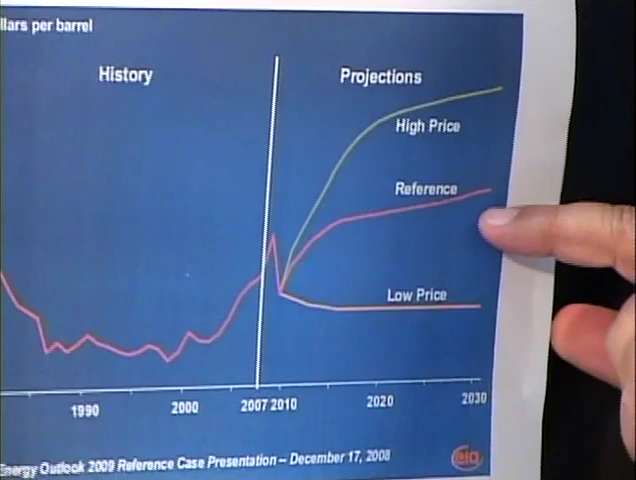 llars per barrel
History Projections
High Price
Reference
Low Price
1990 2000 2007 2010 2020 2030
Energy Outlook 2009 Reference Case Presentation – December 17, 2008
eia